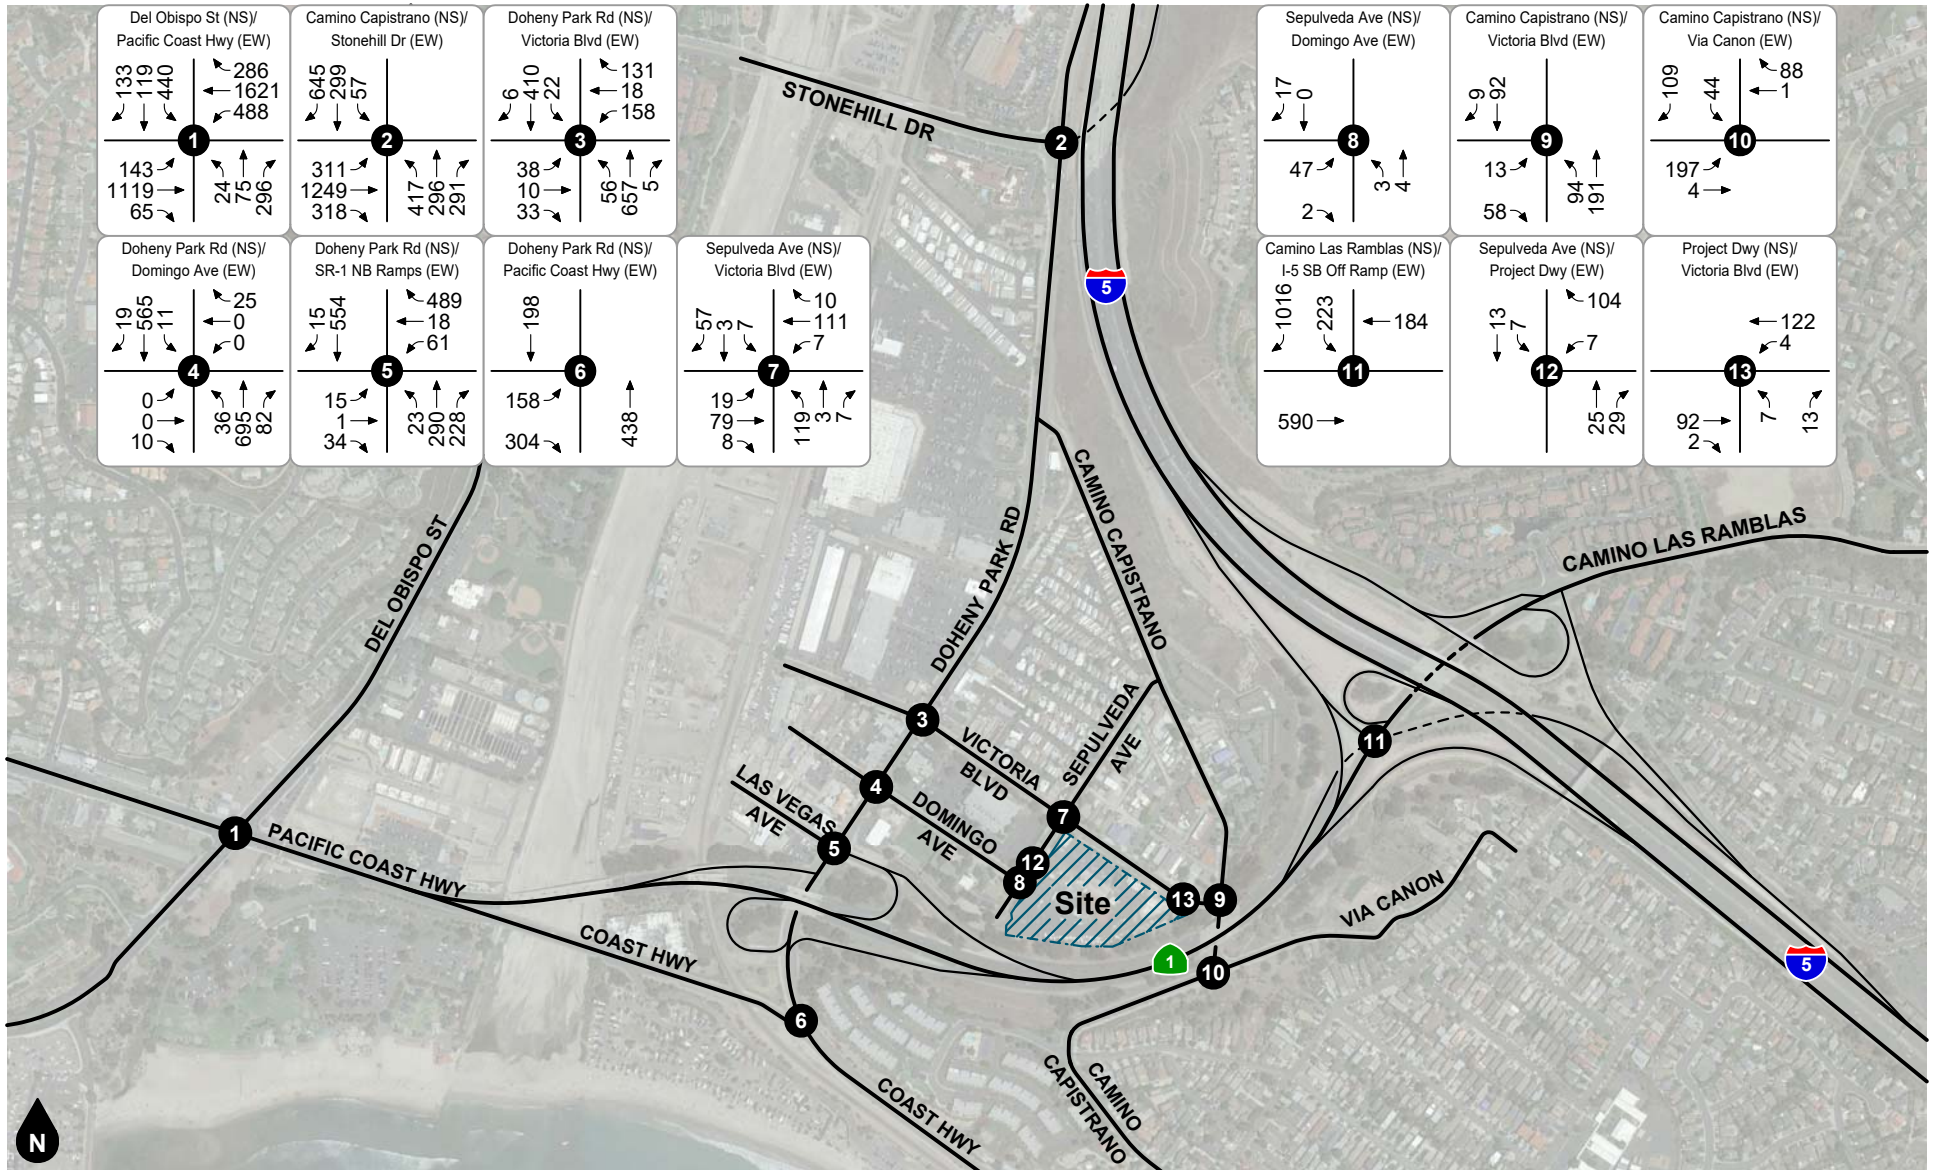 Del Obispo St (NS)/
Pacific Coast Hwy (EW)
133 119 440
286
1621
488
1
143
1119
65
24 75 296
Camino Capistrano (NS)/
Stonehill Dr (EW)
645 299 57
2
311
1249
318
417 296 291
Doheny Park Rd (NS)/
Victoria Blvd (EW)
6 410 22
131
18
158
3
38
10
33
56 657 5
Doheny Park Rd (NS)/
Domingo Ave (EW)
19 565 11
25
0
0
4
0
0
10
36 695 82
Doheny Park Rd (NS)/
SR-1 NB Ramps (EW)
15 554
489
18
61
5
15
1
34
23 290 228
Doheny Park Rd (NS)/
Pacific Coast Hwy (EW)
198
6
158
304
438
Sepulveda Ave (NS)/
Victoria Blvd (EW)
57 3 7
10
111
7
7
19
79
8
119 3 7
Sepulveda Ave (NS)/
Domingo Ave (EW)
17 0
8
47
2
3 4
Camino Capistrano (NS)/
Victoria Blvd (EW)
9 92
9
13
58
94 191
Camino Capistrano (NS)/
Via Canon (EW)
109 44
88
1
10
197
4
Camino Las Ramblas (NS)/
I-5 SB Off Ramp (EW)
1016 223
184
11
590
Sepulveda Ave (NS)/
Project Dwy (EW)
13 7
104
7
12
25 29
Project Dwy (NS)/
Victoria Blvd (EW)
122
4
13
92
2
7 13
STONEHILL DR
2
5
CAMINO CAPISTRANO
DOHENY PARK RD
DEL OBISPO ST
CAMINO LAS RAMBLAS
3
VICTORIA
BLVD
SEPULVEDA
AVE
11
4
LAS VEGAS
AVE
DOMINGO
AVE
7
1
PACIFIC COAST HWY
5
12
8
Site
13
9
VIA CANON
COAST HWY
1
10
5
6
COAST HWY
CAMINO
CAPISTRANO
N